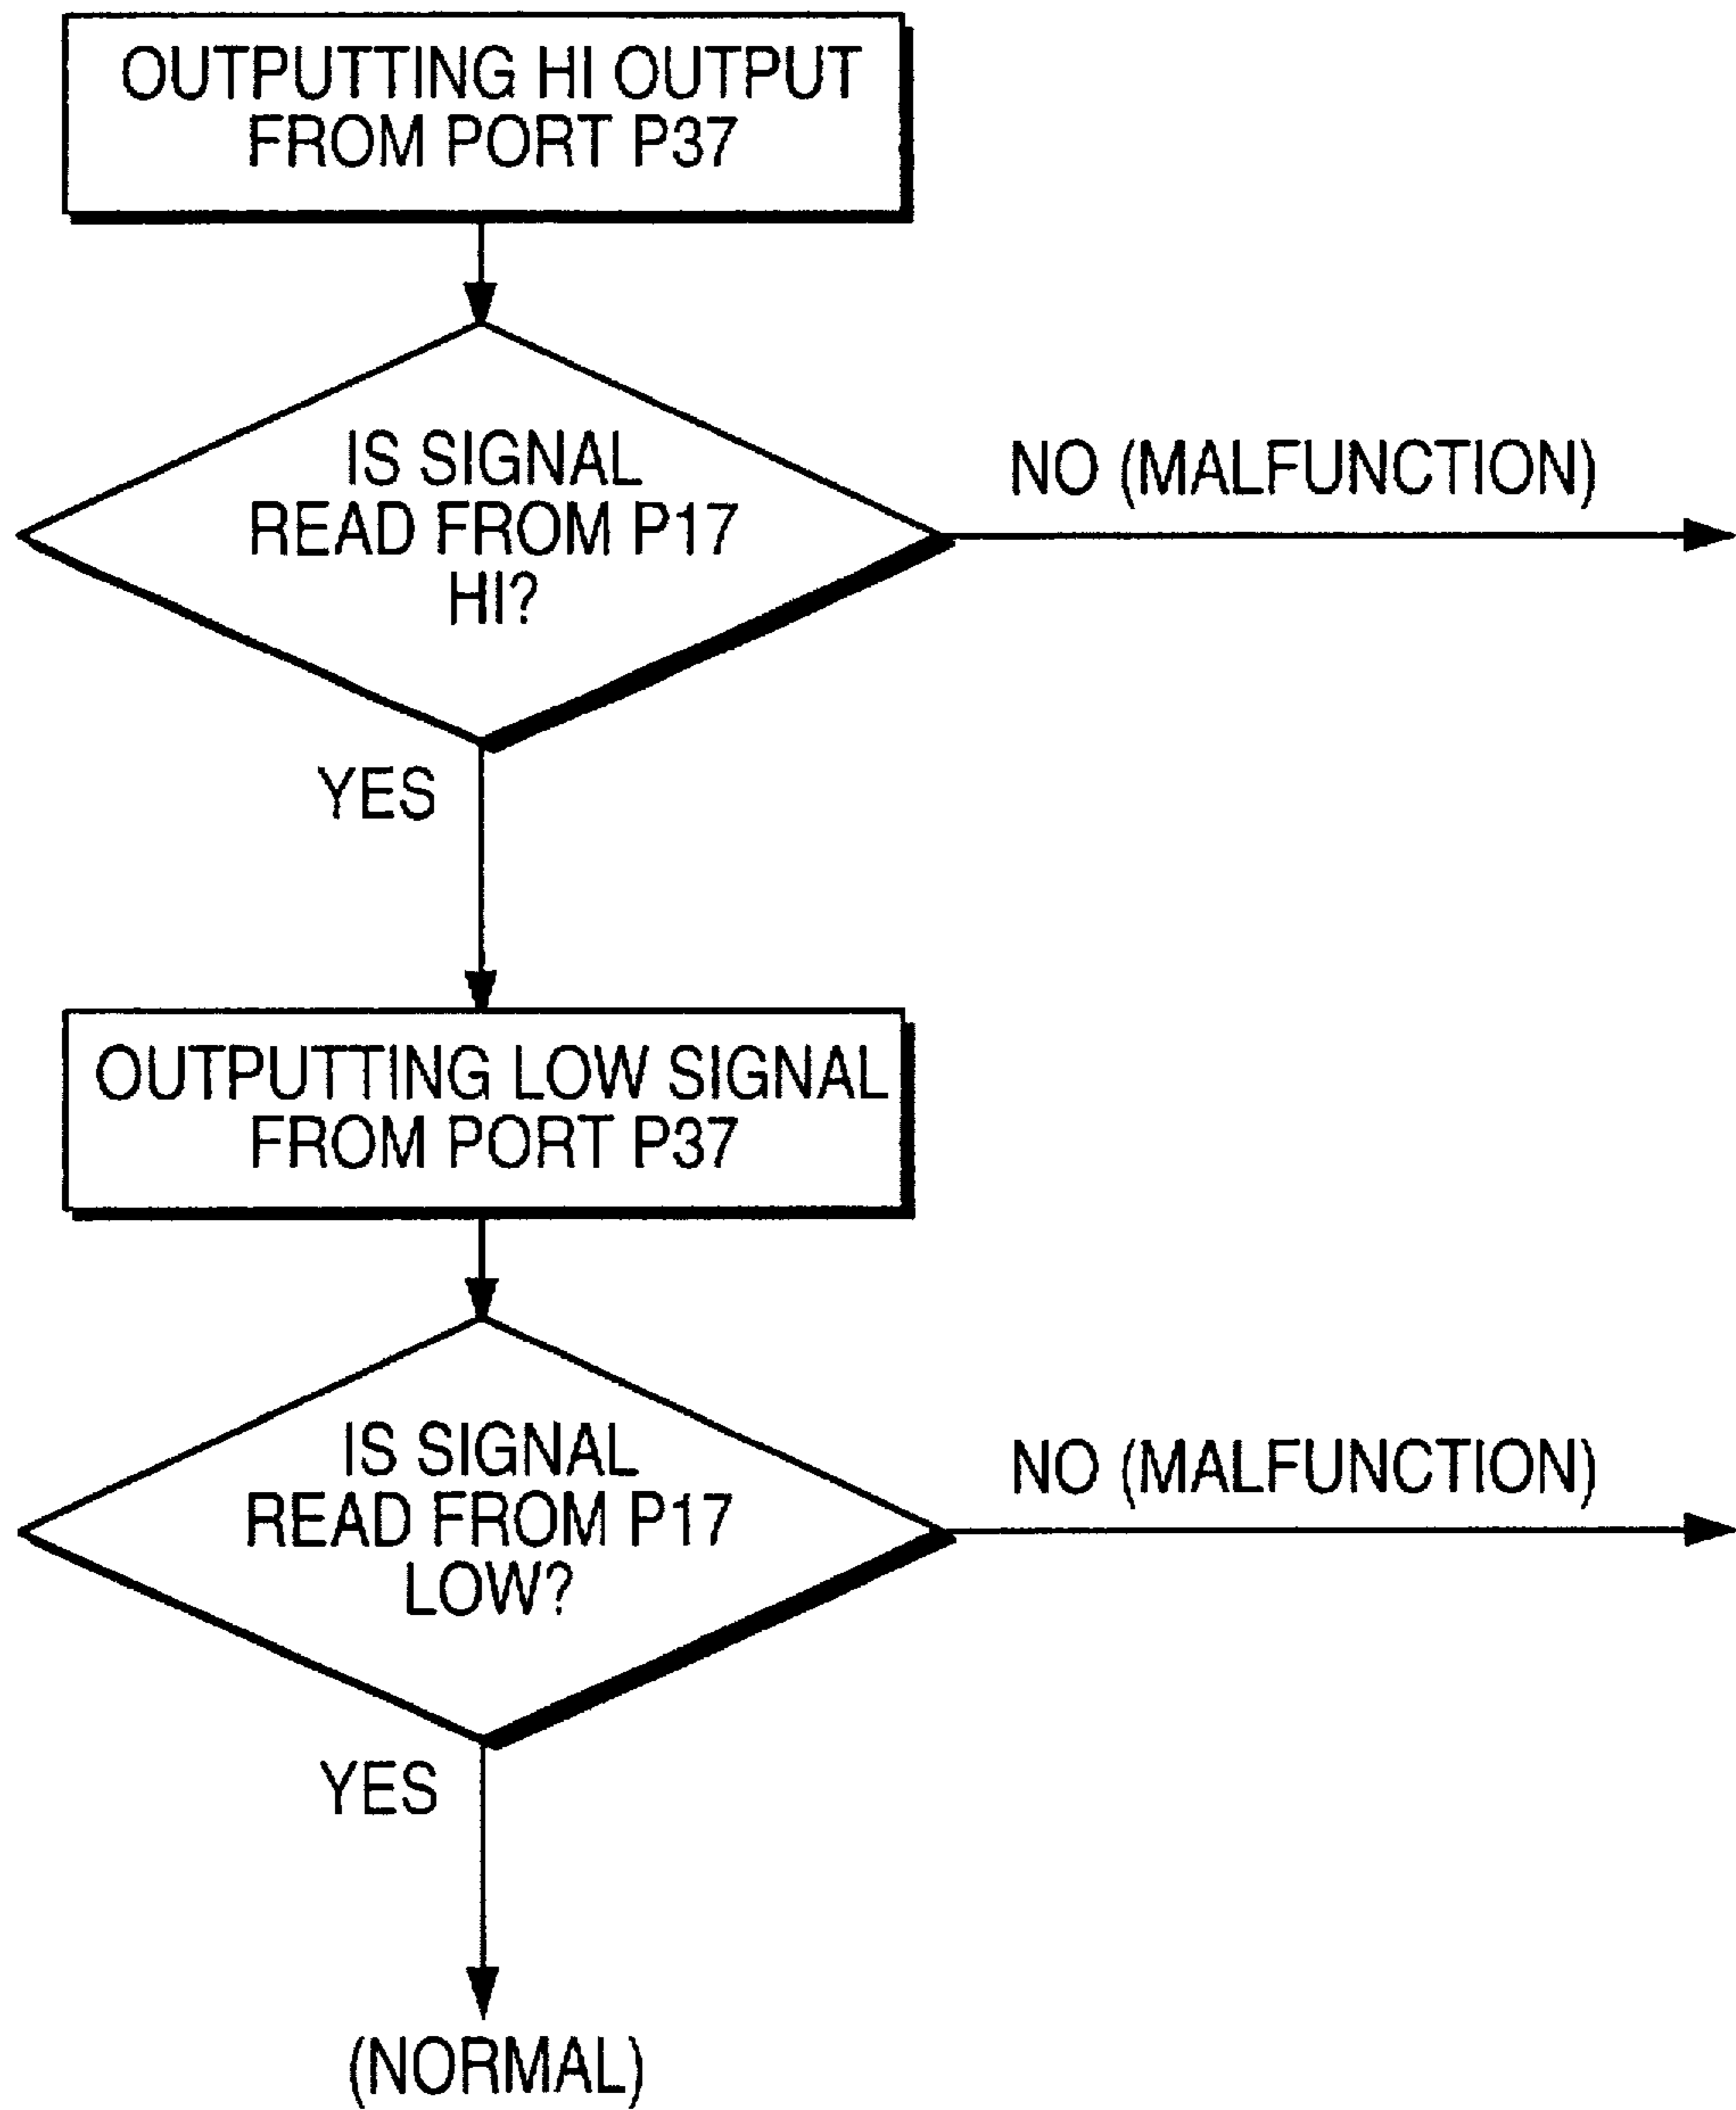 OUTPUTTING HI OUTPUT
FROM PORT P37
IS SIGNAL
READ FROM P17
HI?
NO (MALFUNCTION)
YES
OUTPUTTING LOW SIGNAL
FROM PORT P37
IS SIGNAL
READ FROM P17
LOW?
NO (MALFUNCTION)
YES
(NORMAL)